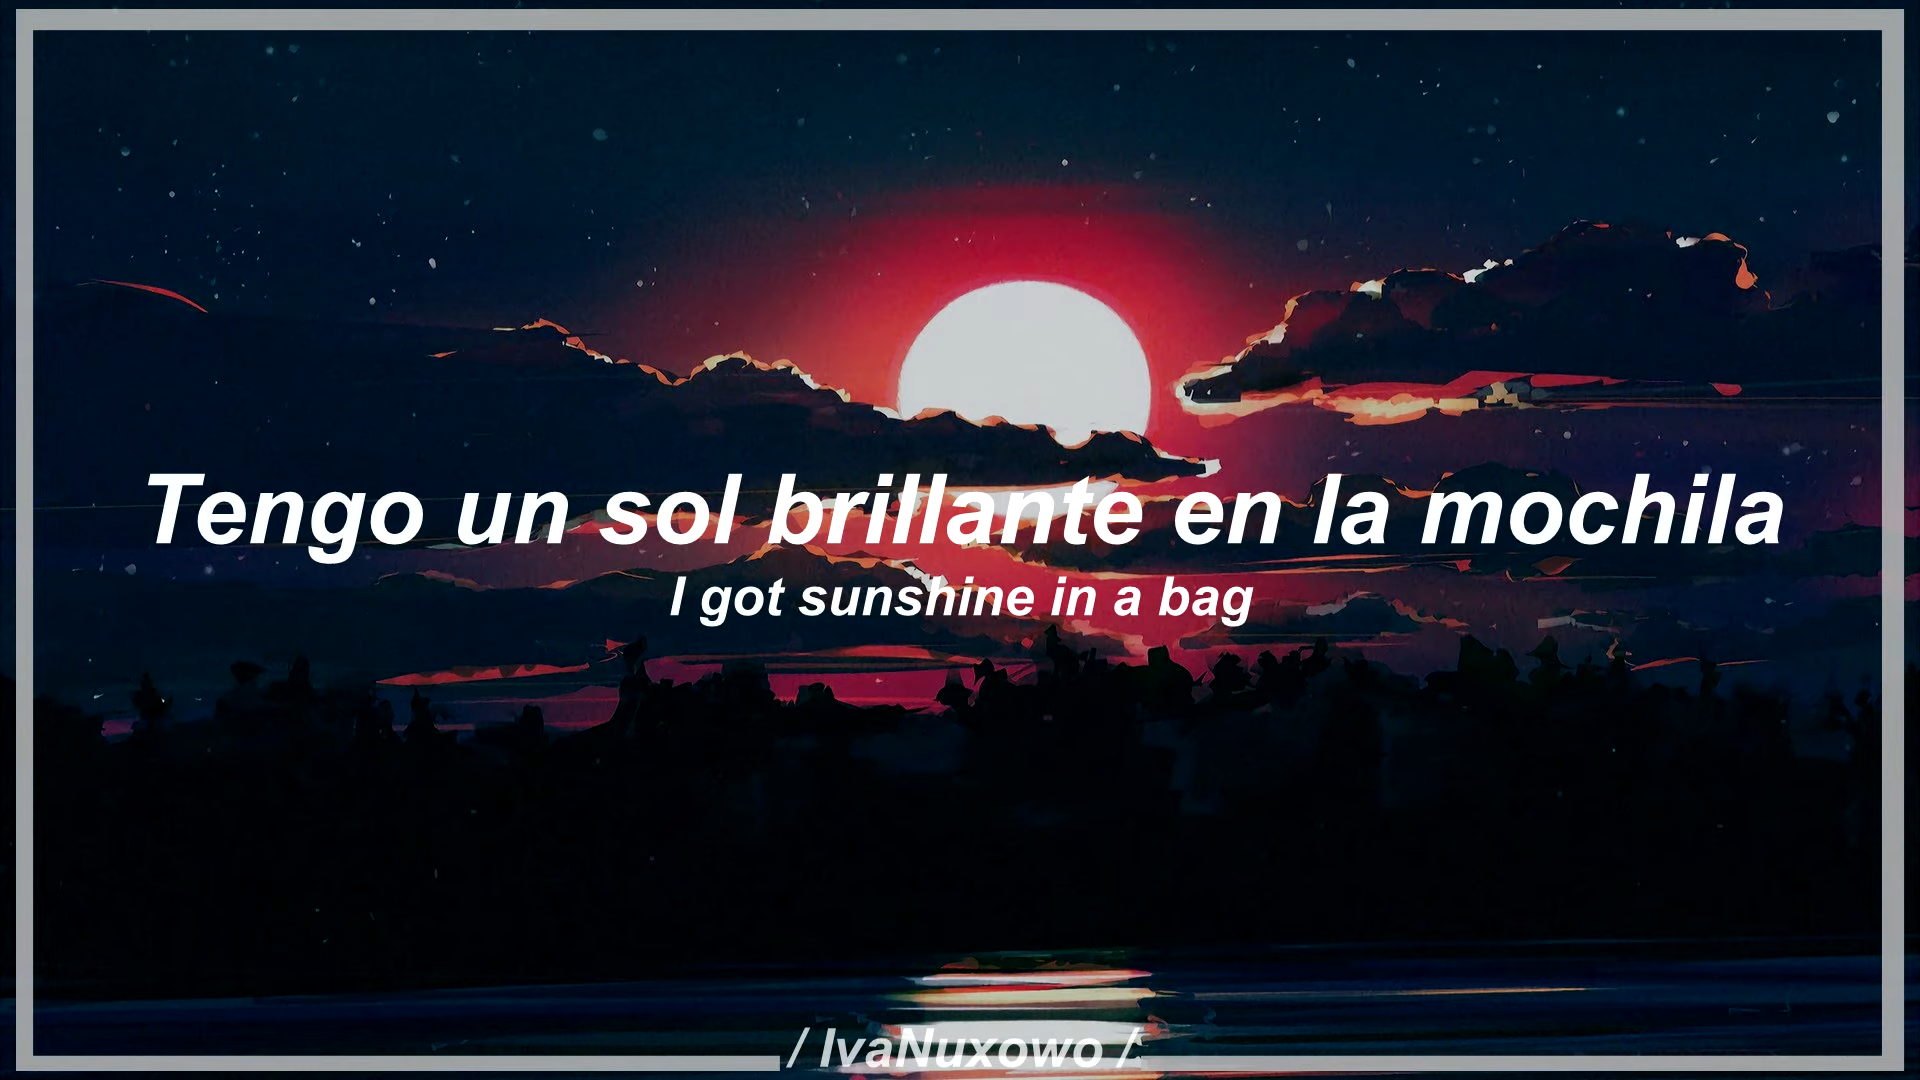 Tengo un sol brillante en la mochila
I got sunshine in a bag
/ IvaNuxowo /